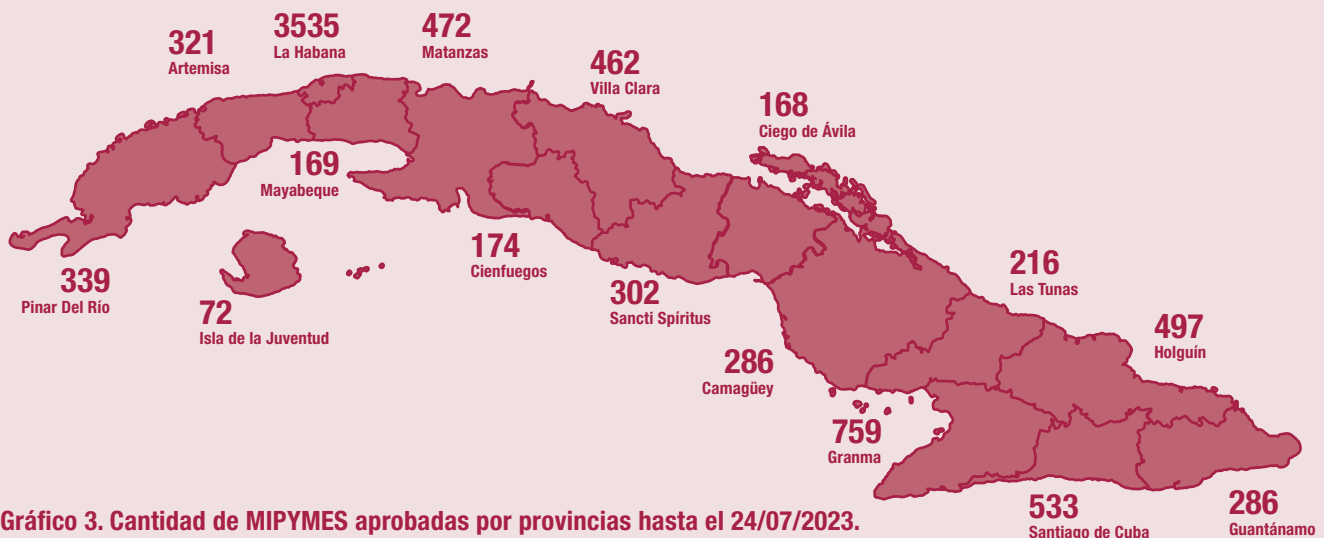 3535
La Habana
472
Matanzas
321
Artemisa
462
Villa Clara
168
Ciego de Ávila
169
Mayabeque
174
Cienfuegos
216
Las Tunas
339
Pinar Del Río
72
Isla de la Juventud
302
Sancti Spíritus
497
Holguín
286
Camagüey
759
Granma
533
Santiago de Cuba
286
Guantánamo
Gráfico 3. Cantidad de MIPYMES aprobadas por provincias hasta el 24/07/2023.